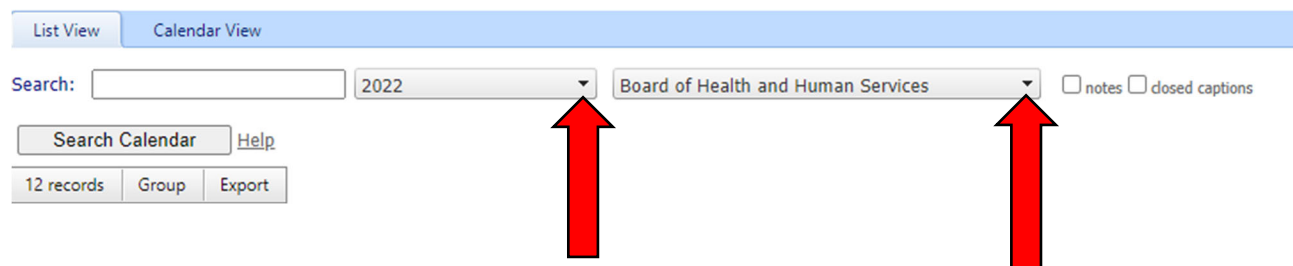 List View Calendar View
Search: 2022 Board of Health and Human Services notes closed captions
Search Calendar Help
12 records Group Export